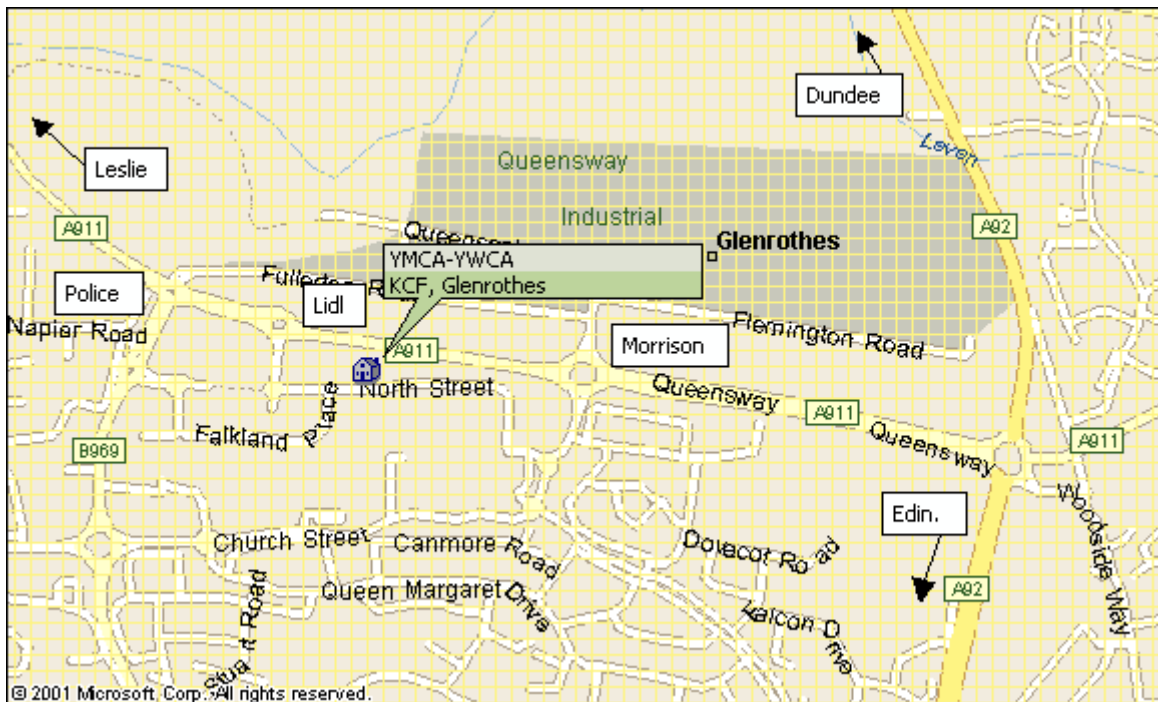 Dundee
Leven
Leslie
Queensway
Industrial
A911
A92
Glenrothes
YMCA-YWCA
KCF, Glenrothes
Police
Lidl
Napier Road
Flemington Road
Morrison
A911
North Street
Queensway
A911
Falkland Place
Queensway
A911
B969
Edin.
Woodside Way
Church Street
Canmore Road
Dovecot Road
Queen Margaret Drive
A92
Falcon Drive
Stuart Road
© 2001 Microsoft Corp. All rights reserved.